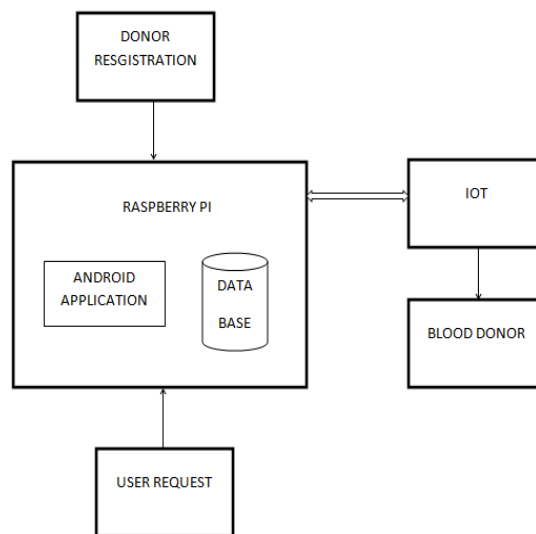 DONOR
RESGISTRATION
RASPBERRY PI
IOT
ANDROID
APPLICATION
DATA
BASE
BLOOD DONOR
USER REQUEST